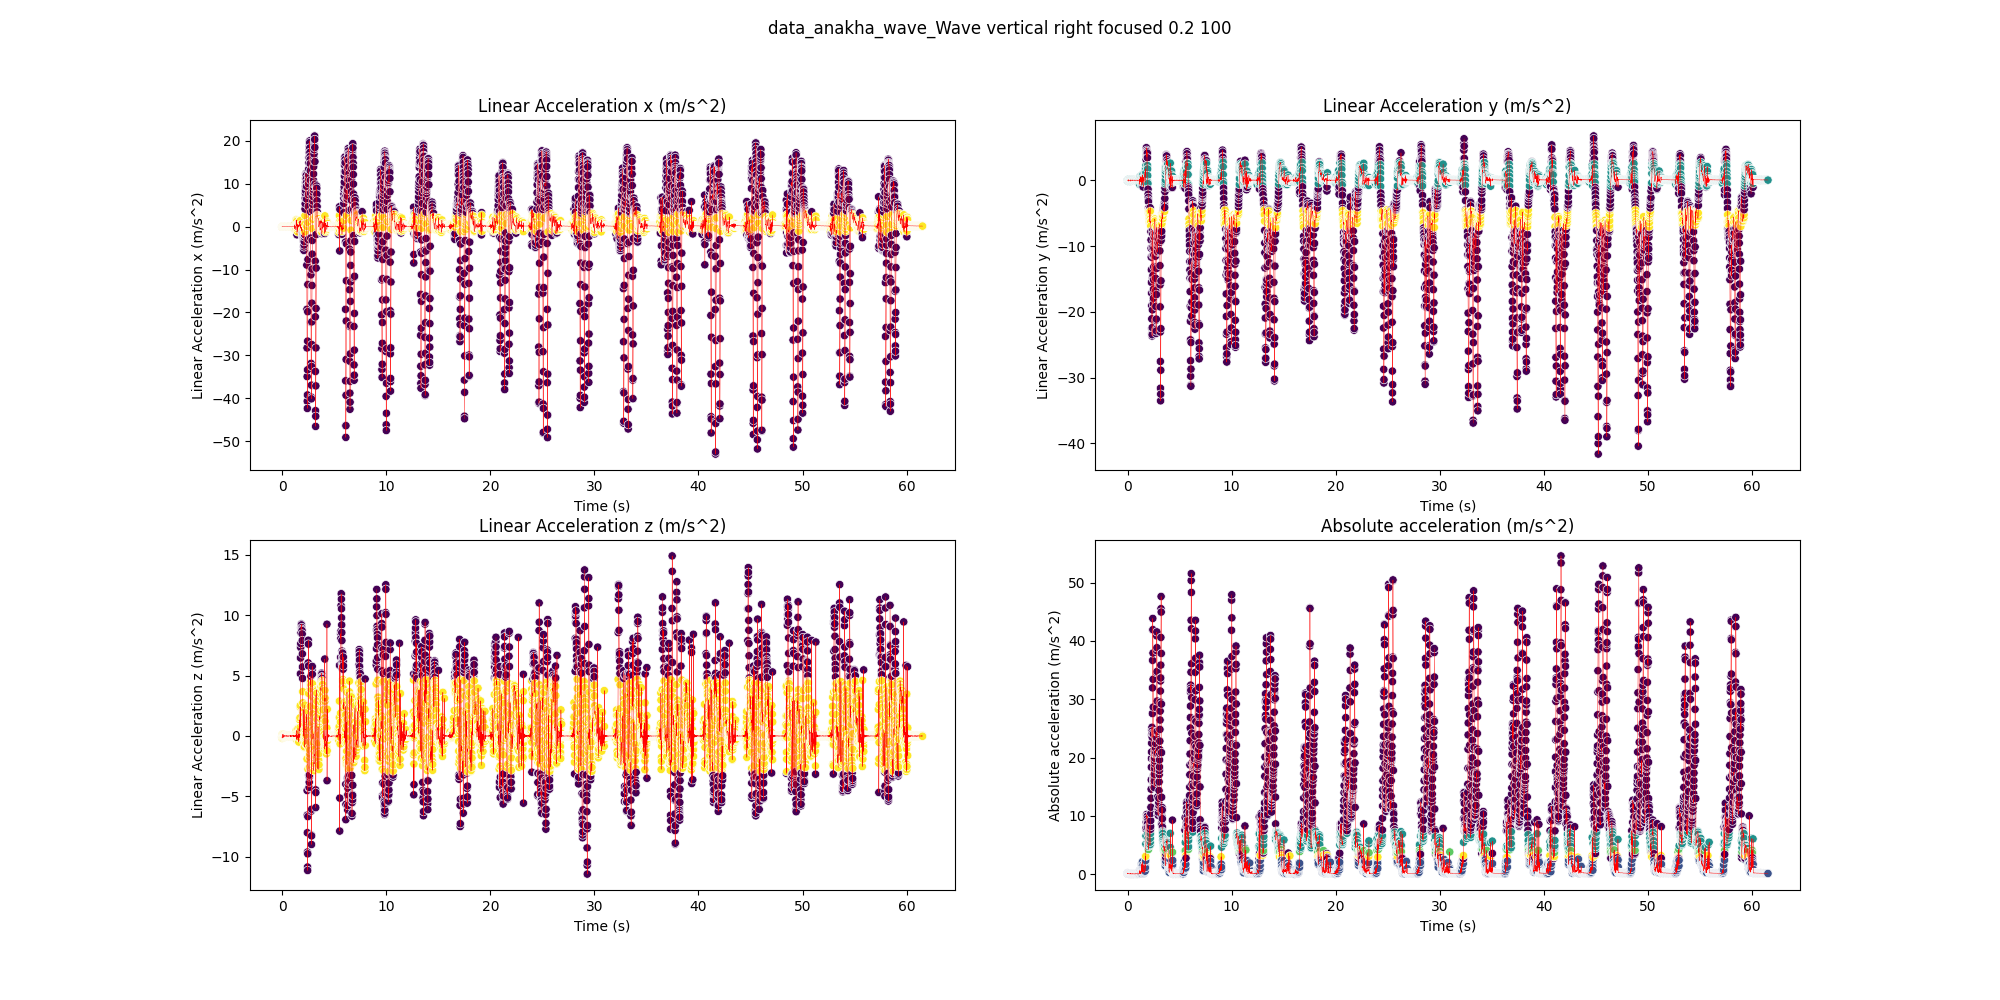 data_anakha_wave_Wave vertical right focused 0.2 100
Linear Acceleration x (m/s^2)
Linear Acceleration x (m/s^2)
20
10
0
−10
−20
−30
−40
−50
0 10 20 30 40 50 60
Time (s)
Linear Acceleration y (m/s^2)
Linear Acceleration y (m/s^2)
0
−10
−20
−30
−40
0 10 20 30 40 50 60
Time (s)
Linear Acceleration z (m/s^2)
Linear Acceleration z (m/s^2)
15
10
5
0
−5
−10
0 10 20 30 40 50 60
Time (s)
Absolute acceleration (m/s^2)
Absolute acceleration (m/s^2)
50
40
30
20
10
0
0 10 20 30 40 50 60
Time (s)